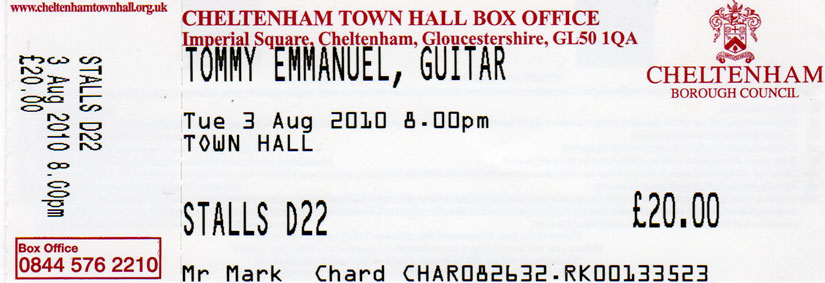 www.cheltenhamtownhall.org.uk
STALLS D22
3 Aug 2010 8.00pm
£20.00
Box Office
0844 576 2210
CHELTENHAM TOWN HALL BOX OFFICE
Imperial Square, Cheltenham, Gloucestershire, GL50 1QA
TOMMY EMMANUEL, GUITAR
Tue 3 Aug 2010 8.00pm
TOWN HALL
STALLS D22
£20.00
Mr Mark Chard CHAR082632.RK00133523
CHELTENHAM
BOROUGH COUNCIL